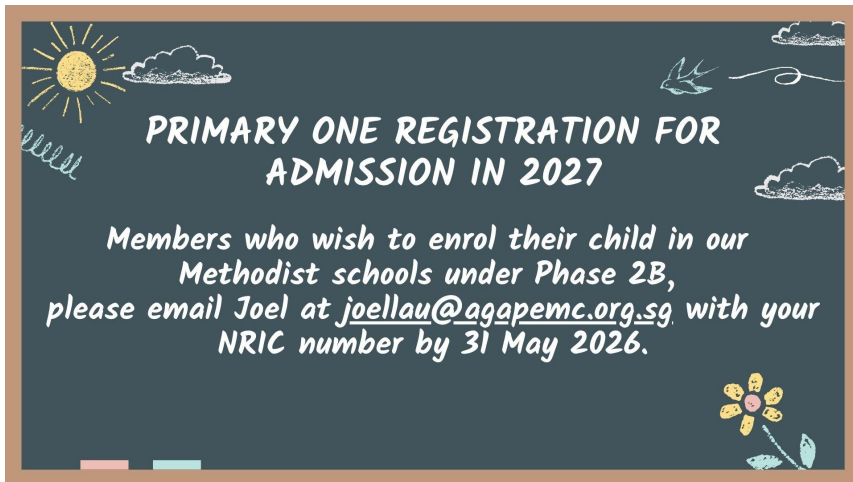 PRIMARY ONE REGISTRATION FOR
ADMISSION IN 2027
Members who wish to enrol their child in our
Methodist schools under Phase 2B,
please email Joel at joellau@agapemc.org.sg with your
NRIC number by 31 May 2026.